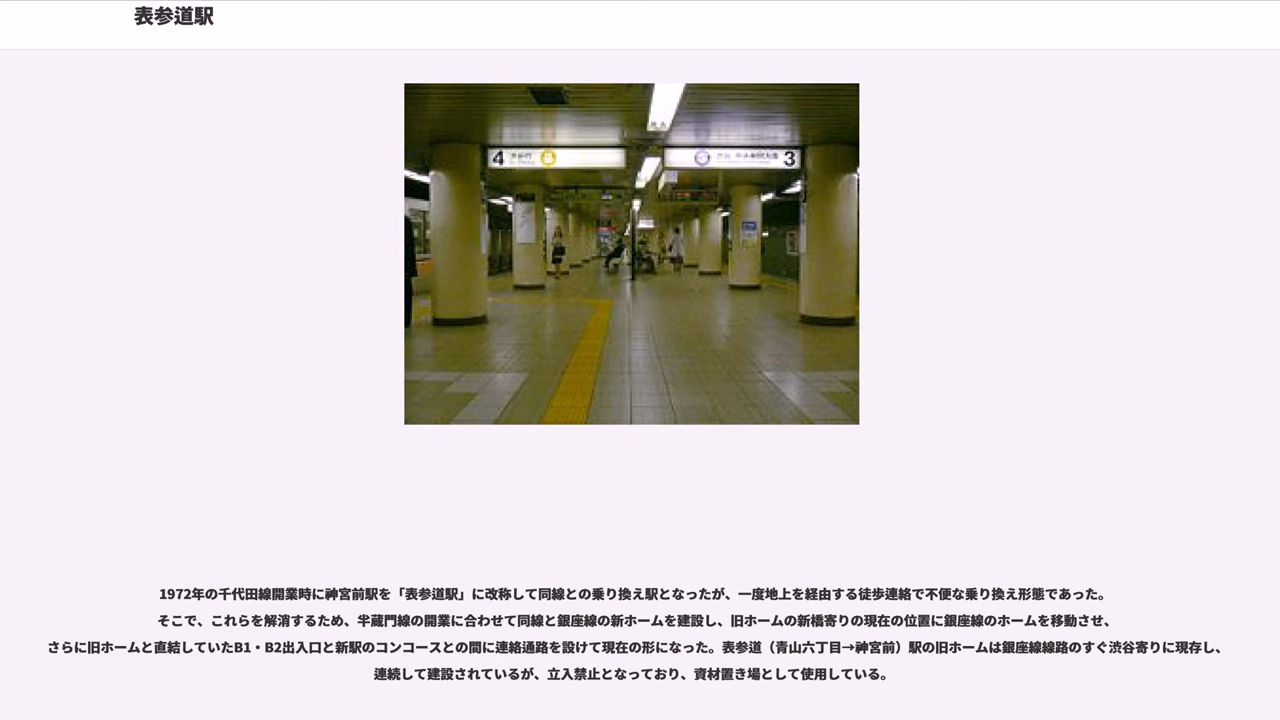 表参道駅
4 渋谷方
3
1972年の千代田線開業時に神宮前駅を「表参道駅」に改称して同線との乗り換え駅となったが、一度地上を経由する徒歩連絡で不便な乗り換え形態であった。
そこで、これらを解消するため、半蔵門線の開業に合わせて同線と銀座線の新ホームを建設し、旧ホームの新橋寄りの現在の位置に銀座線のホームを移動させ、
さらに旧ホームと直結していたB1・B2出入口と新駅のコンコースとの間に連絡通路を設けて現在の形になった。表参道（青山六丁目→神宮前）駅の旧ホームは銀座線線路のすぐ渋谷寄りに現存し、
連続して建設されているが、立入禁止となっており、資材置き場として使用している。